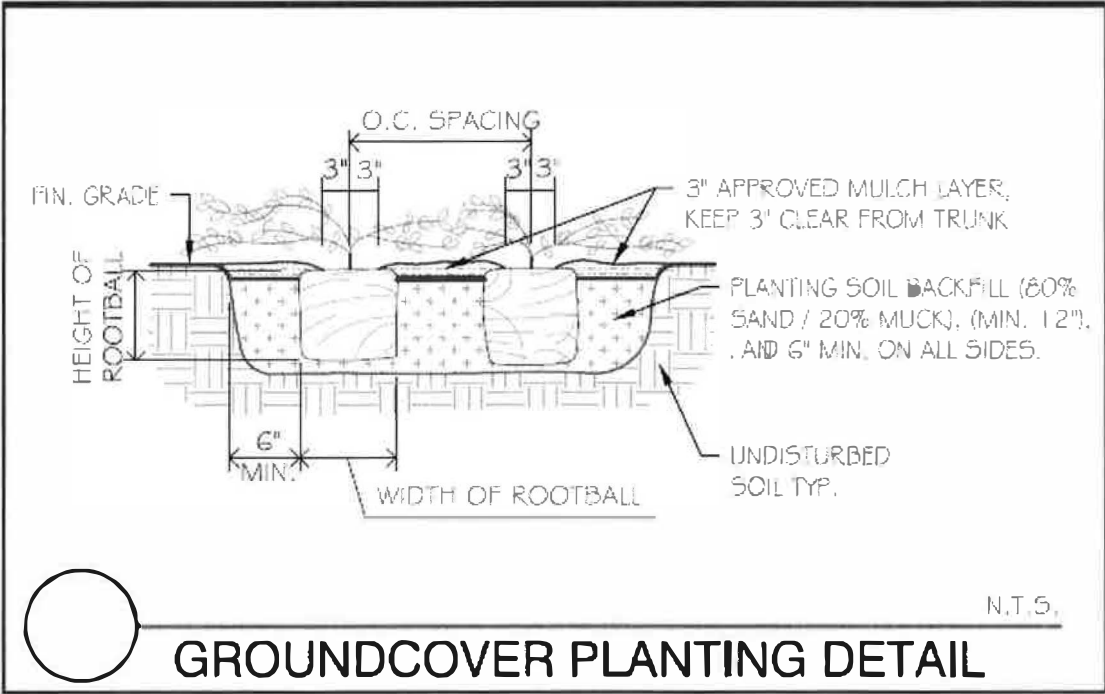 O.C. SPACING
3" 3"
3" 3"
FIN. GRADE
3" APPROVED MULCH LAYER,
KEEP 3" CLEAR FROM TRUNK
HEIGHT OF
ROOTBALL
PLANTING SOIL BACKFILL (80%
SAND / 20% MUCK), (MIN. 12"),
, AND 6" MIN. ON ALL SIDES.
6"
MIN.
WIDTH OF ROOTBALL
UNDISTURBED
SOIL TYP.
N.T.S.
GROUNDCOVER PLANTING DETAIL